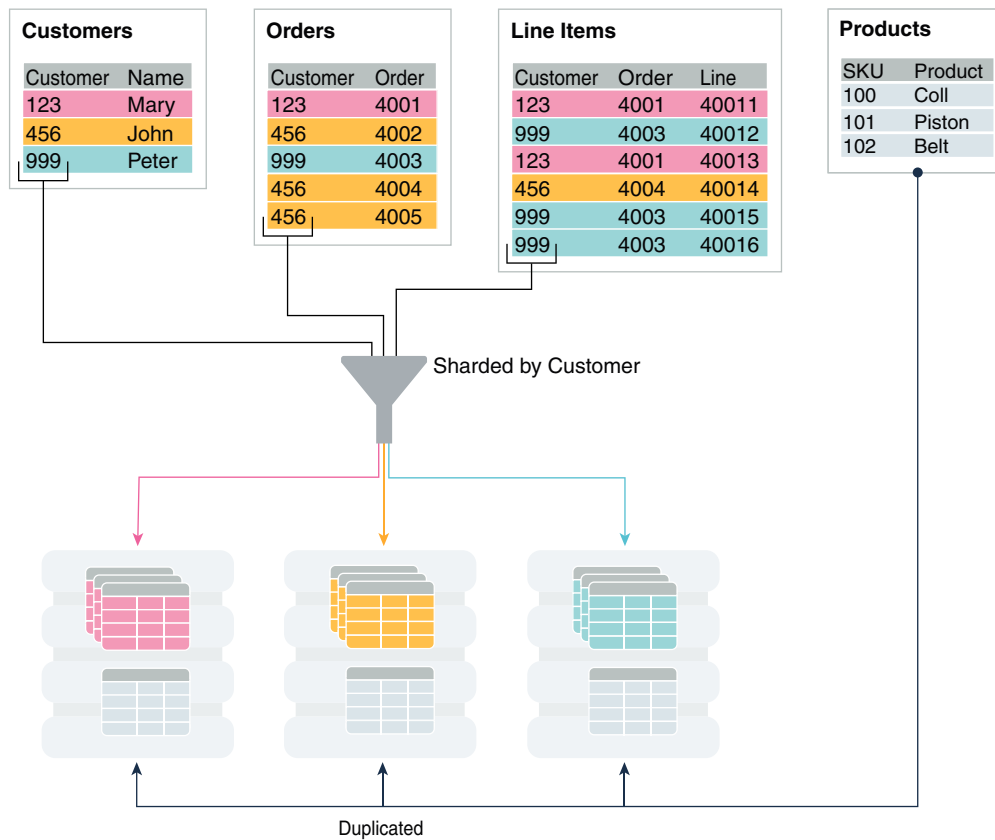 Customers
Customer Name
123 Mary
456 John
999 Peter
Orders
Customer Order
123 4001
456 4002
999 4003
456 4004
456 4005
Line Items
Customer Order Line
123 4001 40011
999 4003 40012
123 4001 40013
456 4004 40014
999 4003 40015
999 4003 40016
Products
SKU Product
100 Coll
101 Piston
102 Belt
Sharded by Customer
Duplicated